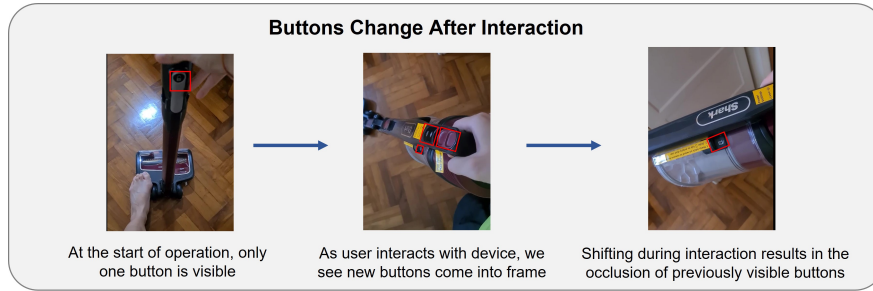 Buttons Change After Interaction
Shark
At the start of operation, only
one button is visible
As user interacts with device, we
see new buttons come into frame
Shifting during interaction results in the
occlusion of previously visible buttons